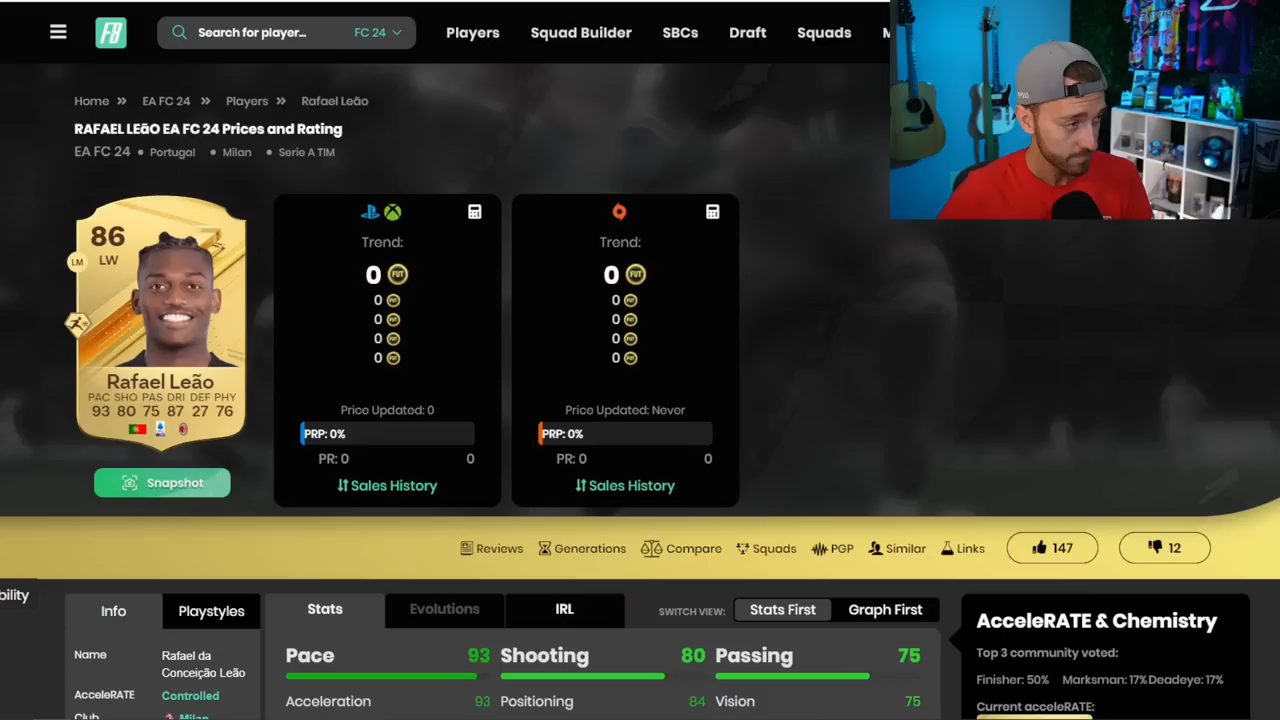 FB
Search for player...
FC 24
Players
Squad Builder
SBCs
Draft
Squads
M
Home » EA FC 24 » Players » Rafael Leão
RAFAEL LEãO EA FC 24 Prices and Rating
EA FC 24 • Portugal • Milan • Serie A TIM
86
LW
LM
Rafael Leão
PAC SHO PAS DRI DEF PHY
93 80 75 87 27 76
Snapshot
Trend:
0 FUT
0
0
0
0
Price Updated: 0
PRP: 0%
PR: 0
0
Sales History
Trend:
0 FUT
0
0
0
0
Price Updated: Never
PRP: 0%
PR: 0
0
Sales History
Reviews
Generations
Compare
Squads
PGP
Similar
Links
147
12
bility
Info
Playstyles
Name
Rafael da
Conceição Leão
AcceleRATE
Controlled
Club
Milan
Stats
Evolutions
IRL
SWITCH VIEW:
Stats First
Graph First
Pace 93
Acceleration 93
Shooting 80
Positioning 84
Passing 75
Vision 75
AcceleRATE & Chemistry
Top 3 community voted:
Finisher: 50% Marksman: 17% Deadeye: 17%
Current acceleRATE: